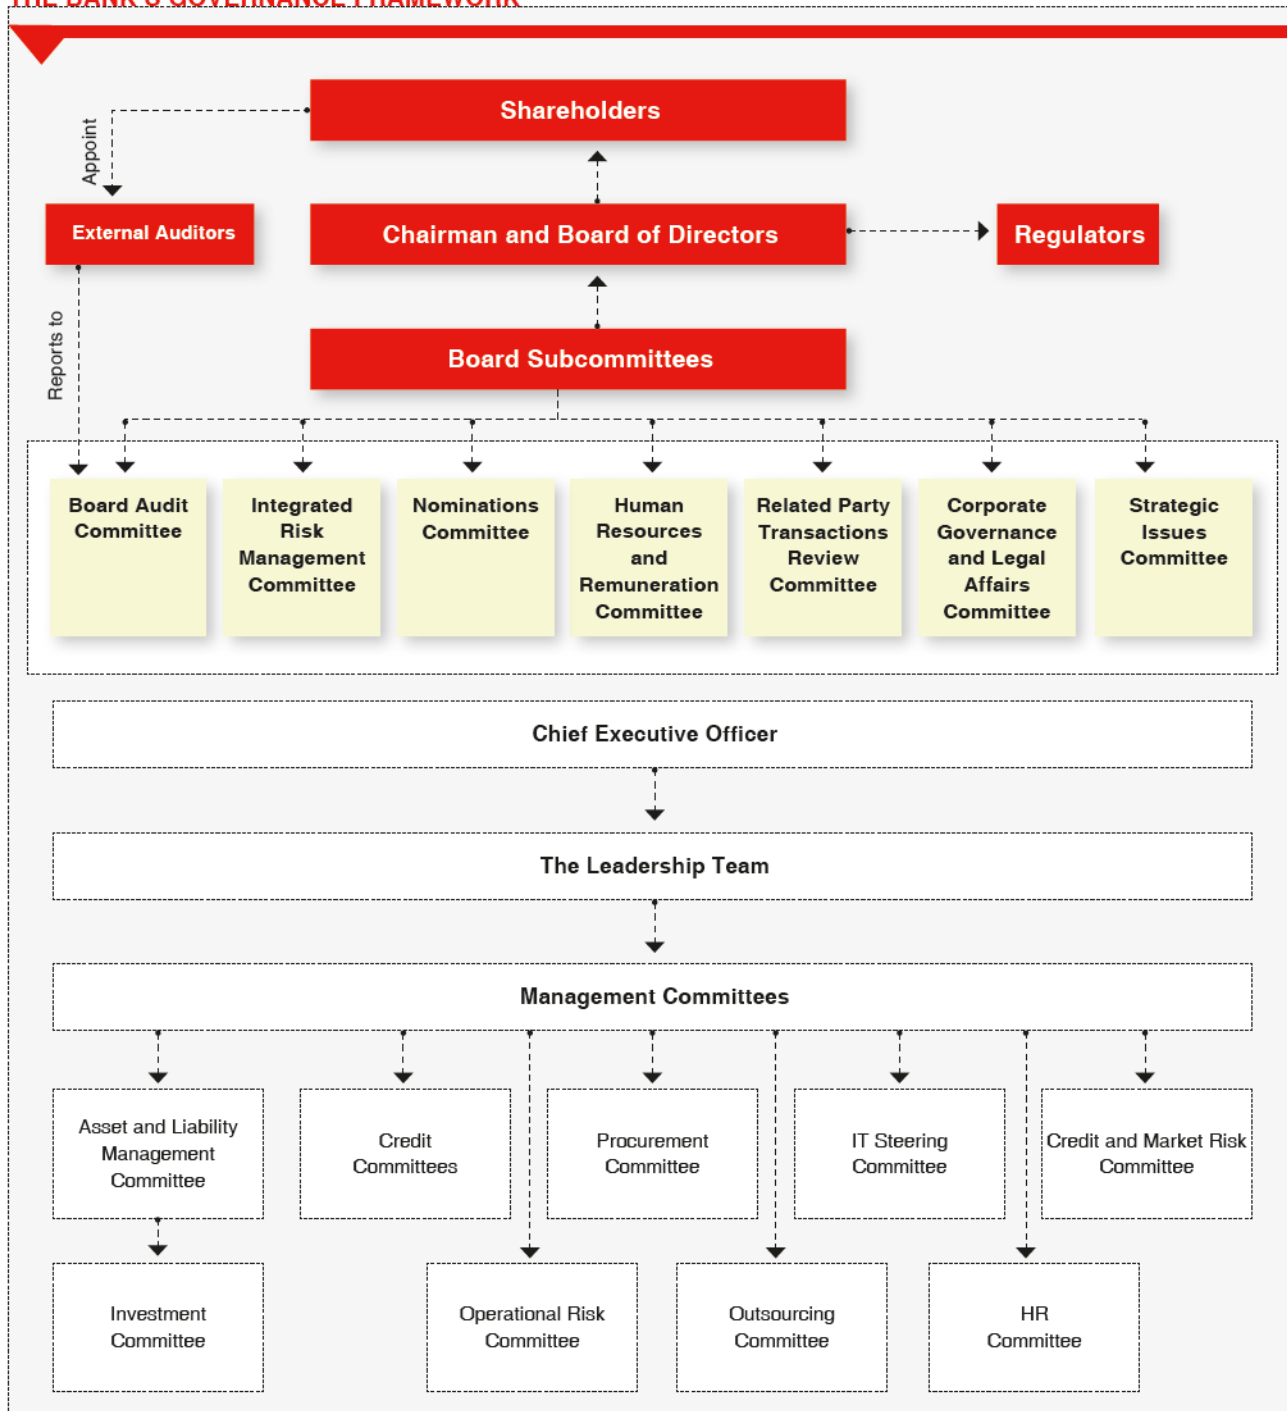 THE BANK'S GOVERNANCE FRAMEWORK
Shareholders
Appoint
External Auditors
Chairman and Board of Directors
Regulators
Reports to
Board Subcommittees
Board Audit
Committee
Integrated
Risk
Management
Committee
Nominations
Committee
Human
Resources
and
Remuneration
Committee
Related Party
Transactions
Review
Committee
Corporate
Governance
and Legal
Affairs
Committee
Strategic
Issues
Committee
Chief Executive Officer
The Leadership Team
Management Committees
Asset and Liability
Management
Committee
Credit
Committees
Procurement
Committee
IT Steering
Committee
Credit and Market Risk
Committee
Investment
Committee
Operational Risk
Committee
Outsourcing
Committee
HR
Committee